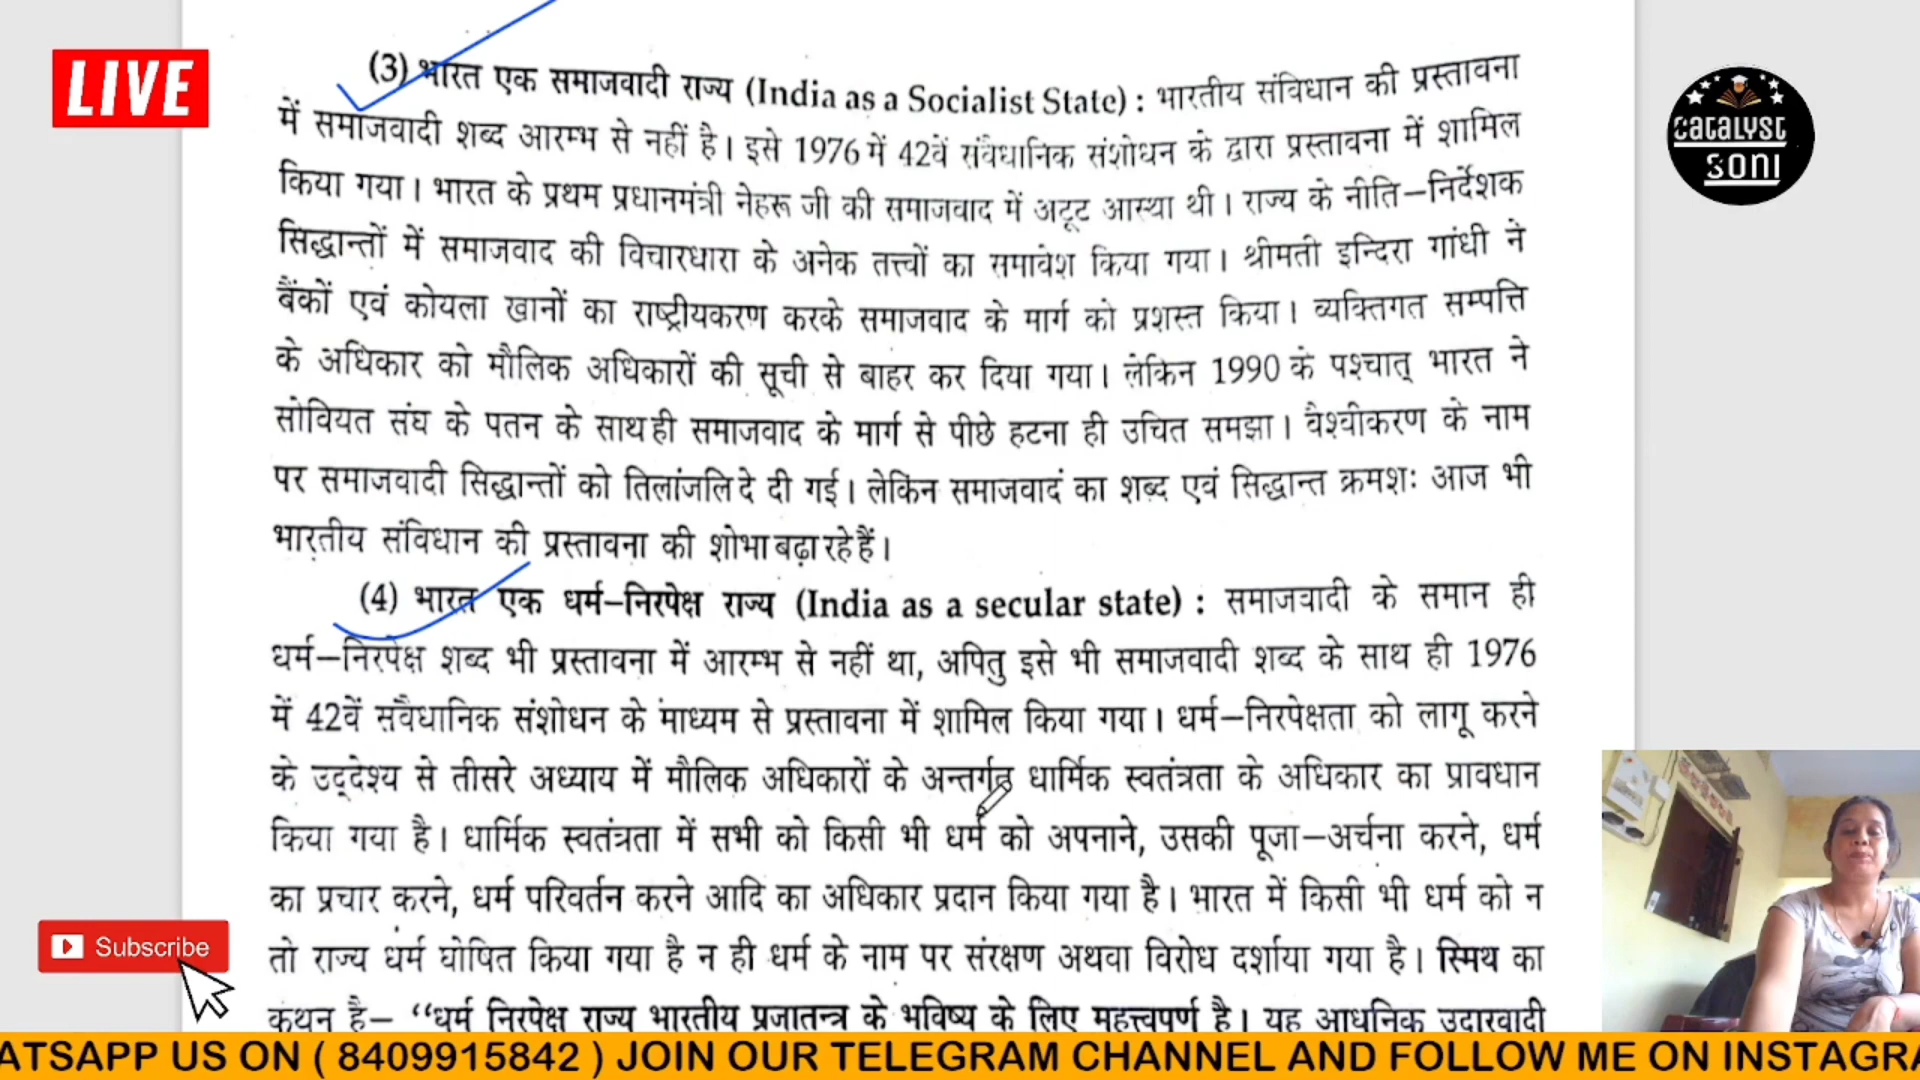 LIVE
(3) भारत एक समाजवादी राज्य (India as a Socialist State) : भारतीय संविधान की प्रस्तावना
में समाजवादी शब्द आरम्भ से नहीं है। इसे 1976 में 42वें संवैधानिक संशोधन के द्वारा प्रस्तावना में शामिल
किया गया। भारत के प्रथम प्रधानमंत्री नेहरू जी की समाजवाद में अटूट आस्था थी। राज्य के नीति–निर्देशक
सिद्धान्तों में समाजवाद की विचारधारा के अनेक तत्त्वों का समावेश किया गया। श्रीमती इन्दिरा गांधी ने
बैंकों एवं कोयला खानों का राष्ट्रीयकरण करके समाजवाद के मार्ग को प्रशस्त किया। व्यक्तिगत सम्पत्ति
के अधिकार को मौलिक अधिकारों की सूची से बाहर कर दिया गया। लेकिन 1990 के पश्चात् भारत ने
सोवियत संघ के पतन के साथ ही समाजवाद के मार्ग से पीछे हटना ही उचित समझा। वैश्वीकरण के नाम
पर समाजवादी सिद्धान्तों को तिलांजलि दे दी गई। लेकिन समाजवाद का शब्द एवं सिद्धान्त क्रमशः आज भी
भारतीय संविधान की प्रस्तावना की शोभा बढ़ा रहे हैं।
(4) भारत एक धर्म–निरपेक्ष राज्य (India as a secular state) : समाजवादी के समान ही
धर्म–निरपेक्ष शब्द भी प्रस्तावना में आरम्भ से नहीं था, अपितु इसे भी समाजवादी शब्द के साथ ही 1976
में 42वें संवैधानिक संशोधन के माध्यम से प्रस्तावना में शामिल किया गया। धर्म–निरपेक्षता को लागू करने
के उद्देश्य से तीसरे अध्याय में मौलिक अधिकारों के अन्तर्गत धार्मिक स्वतंत्रता के अधिकार का प्रावधान
किया गया है। धार्मिक स्वतंत्रता में सभी को किसी भी धर्म को अपनाने, उसकी पूजा–अर्चना करने, धर्म
का प्रचार करने, धर्म परिवर्तन करने आदि का अधिकार प्रदान किया गया है। भारत में किसी भी धर्म को न
तो राज्य धर्म घोषित किया गया है न ही धर्म के नाम पर संरक्षण अथवा विरोध दर्शाया गया है। स्मिथ का
कथन है– “धर्म निरपेक्ष राज्य भारतीय प्रजातन्त्र के भविष्य के लिए महत्त्वपूर्ण है। यह आधुनिक उदारवादी
CATALYST
SONI
Subscribe
ATSAPP US ON ( 8409915842 ) JOIN OUR TELEGRAM CHANNEL AND FOLLOW ME ON INSTAGRA